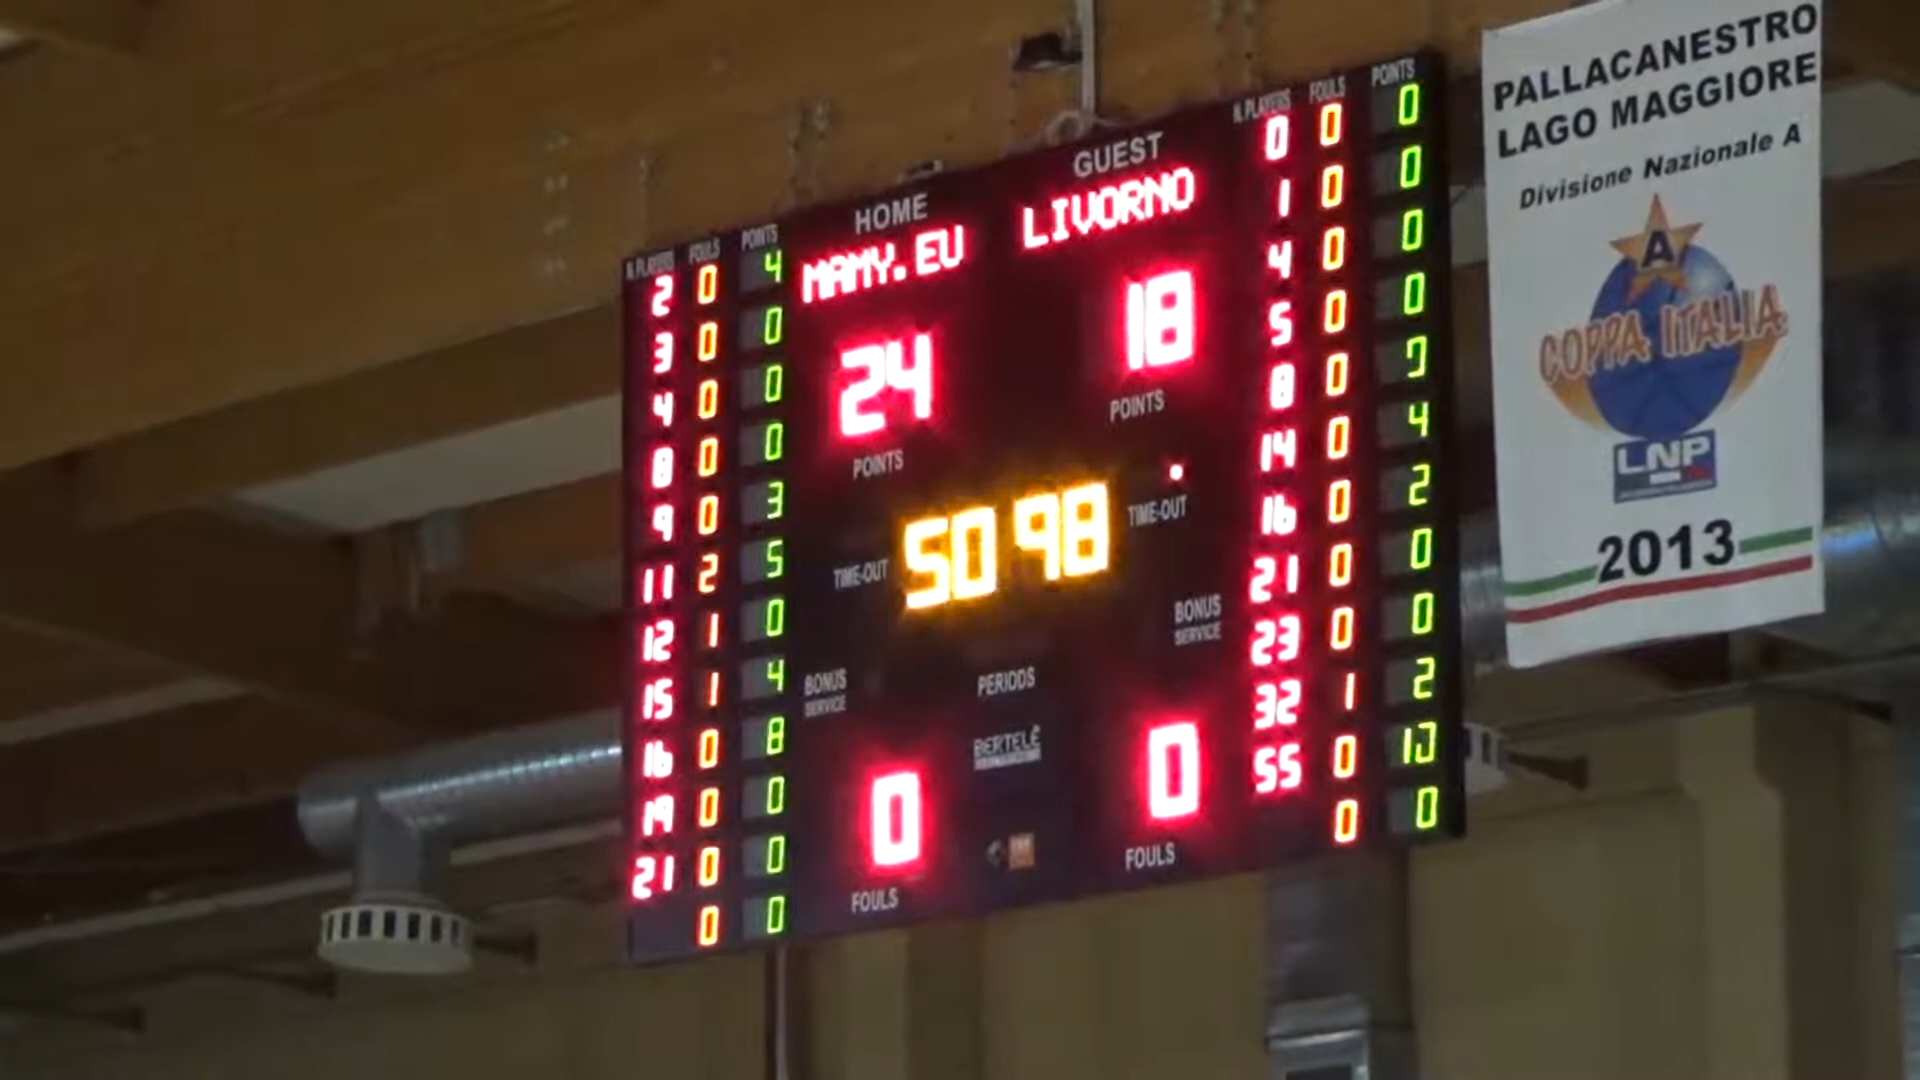 HOME
GUEST
MAMY.EU
LIVORNO
24
18
POINTS
POINTS
50 98
TIME-OUT
TIME-OUT
BONUS
SERVICE
BONUS
SERVICE
PERIODS
BERTELÈ
0
0
FOULS
FOULS
N.PLAYERS FOULS POINTS
2 0 4
3 0 0
4 0 0
8 0 0
9 0 3
11 2 5
12 1 0
15 1 4
16 0 8
19 0 0
21 0 0
0 0
N.PLAYERS FOULS POINTS
0 0 0
1 0 0
4 0 0
5 0 0
8 0
14 0 4
16 0 2
21 0 0
23 0 0
32 1 2
55 0
0 0
PALLACANESTRO
LAGO MAGGIORE
Divisione Nazionale A
A
COPPA ITALIA
LNP
2013